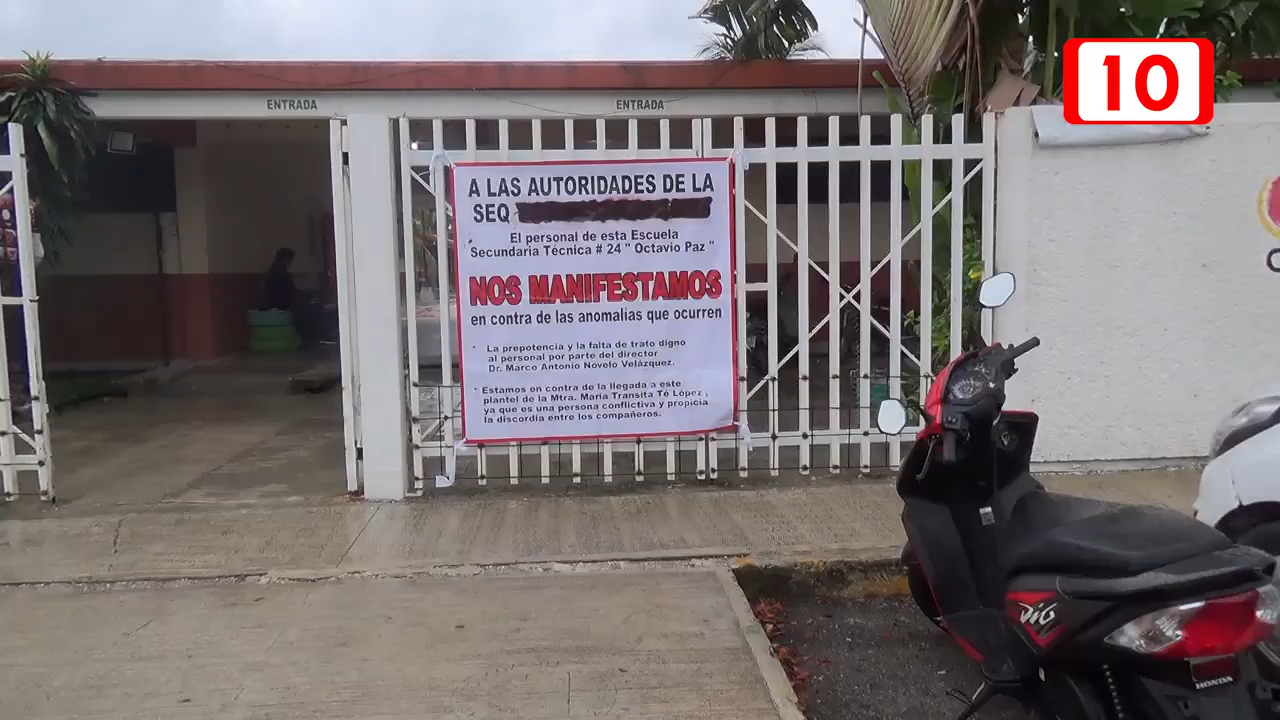 10
ENTRADA
ENTRADA
A LAS AUTORIDADES DE LA
SEQ
El personal de esta Escuela
Secundaria Técnica # 24 " Octavio Paz "
NOS MANIFESTAMOS
en contra de las anomalias que ocurren
* La prepotencia y la falta de trato digno
al personal por parte del director
Dr. Marco Antonio Novelo Velázquez.
* Estamos en contra de la llegada a este
plantel de la Mtra. María Transita Té López ,
ya que es una persona conflictiva y propicia
la discordia entre los compañeros.
Dio
HONDA